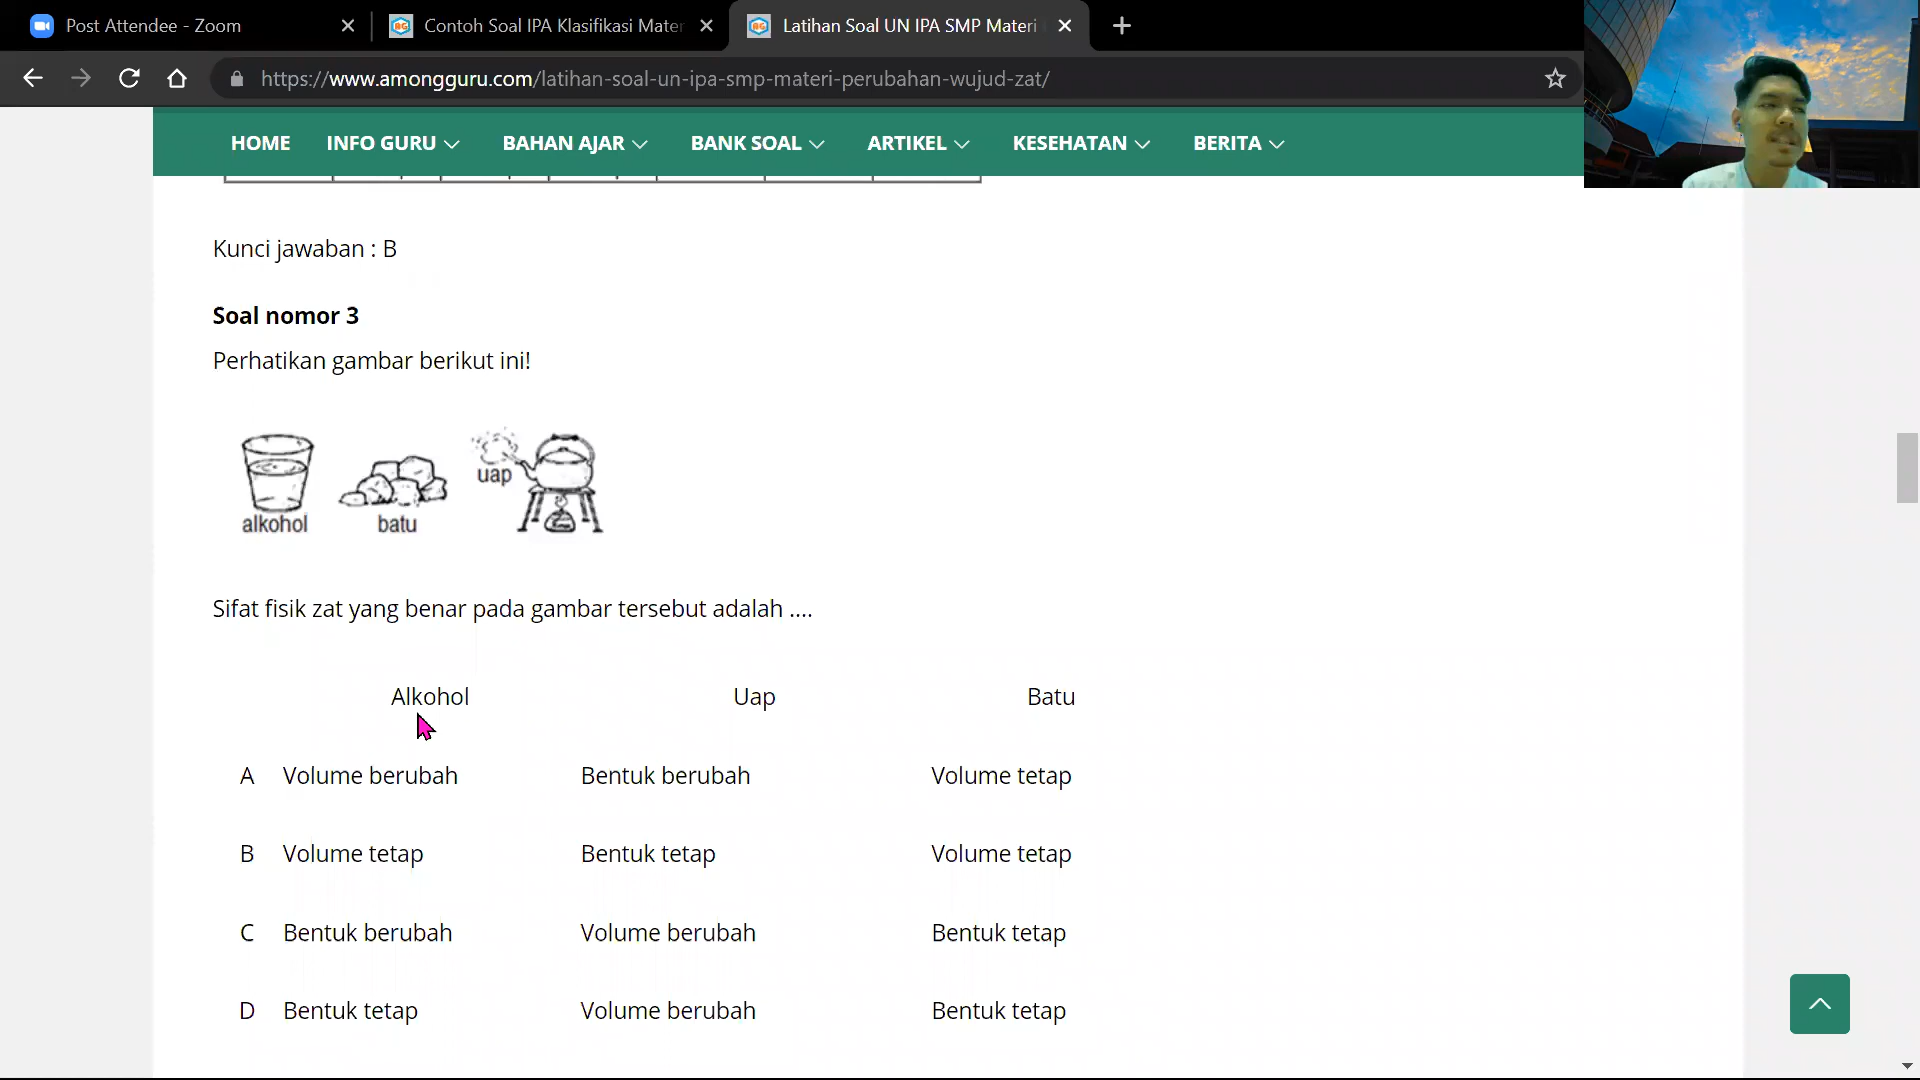 Post Attendee - Zoom
Contoh Soal IPA Klasifikasi Mater
Latihan Soal UN IPA SMP Materi
https://www.amongguru.com/latihan-soal-un-ipa-smp-materi-perubahan-wujud-zat/
HOME INFO GURU BAHAN AJAR BANK SOAL ARTIKEL KESEHATAN BERITA
Kunci jawaban : B
Soal nomor 3
Perhatikan gambar berikut ini!
uap
alkohol batu
Sifat fisik zat yang benar pada gambar tersebut adalah ....
Alkohol Uap Batu
A Volume berubah Bentuk berubah Volume tetap
B Volume tetap Bentuk tetap Volume tetap
C Bentuk berubah Volume berubah Bentuk tetap
D Bentuk tetap Volume berubah Bentuk tetap